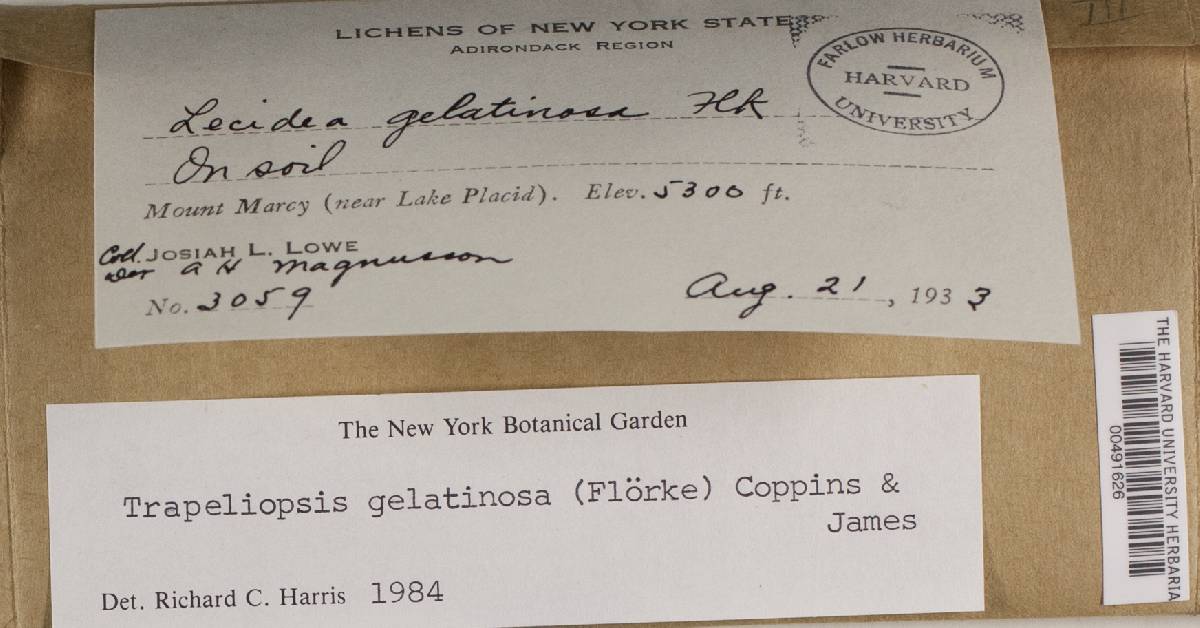 LICHENS OF NEW YORK STATE
ADIRONDACK REGION
FARLOW HERBARIUM
HARVARD
UNIVERSITY
Lecidea gelatinosa Flk
On soil
Mount Marcy (near Lake Placid). Elev. 5300 ft.
Coll. JOSIAH L. LOWE
Det A H Magnusson
No. 3059
Aug. 21, 1933
THE HARVARD UNIVERSITY HERBARIA
00491626
The New York Botanical Garden
Trapeliopsis gelatinosa (Flörke) Coppins &
James
Det. Richard C. Harris 1984